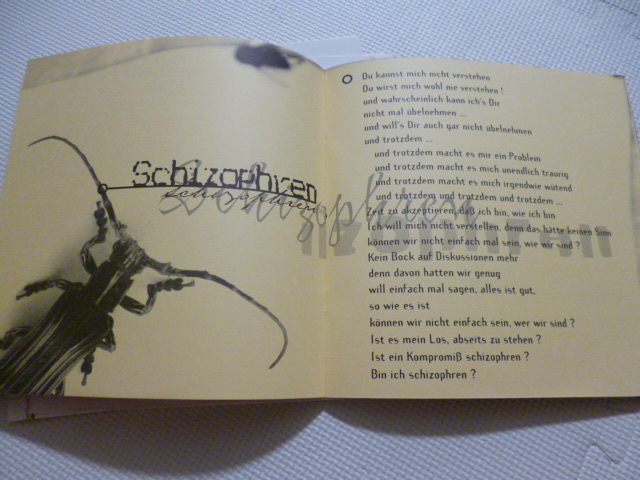 Schizophren
Schizophren
Schizophren
Du kannst mich nicht verstehen
Du wirst mich wohl nie verstehen !
und wahrscheinlich kann ich's Dir
nicht mal übelnehmen ...
und will's Dir auch gar nicht übelnehmen
und trotzdem ...
und trotzdem macht es mir ein Problem
und trotzdem macht es mich unendlich traurig
und trotzdem macht es mich irgendwie wütend
und trotzdem und trotzdem und trotzdem ...
Zeit zu akzeptieren, daß ich bin, wie ich bin
Ich will mich nicht verstellen, denn das hätte keinen Sinn
können wir nicht einfach mal sein, wie wir sind ?
Kein Bock auf Diskussionen mehr
denn davon hatten wir genug
will einfach mal sagen, alles ist gut,
so wie es ist
können wir nicht einfach sein, wer wir sind ?
Ist es mein Los, abseits zu stehen ?
Ist ein Kompromiß schizophren ?
Bin ich schizophren ?